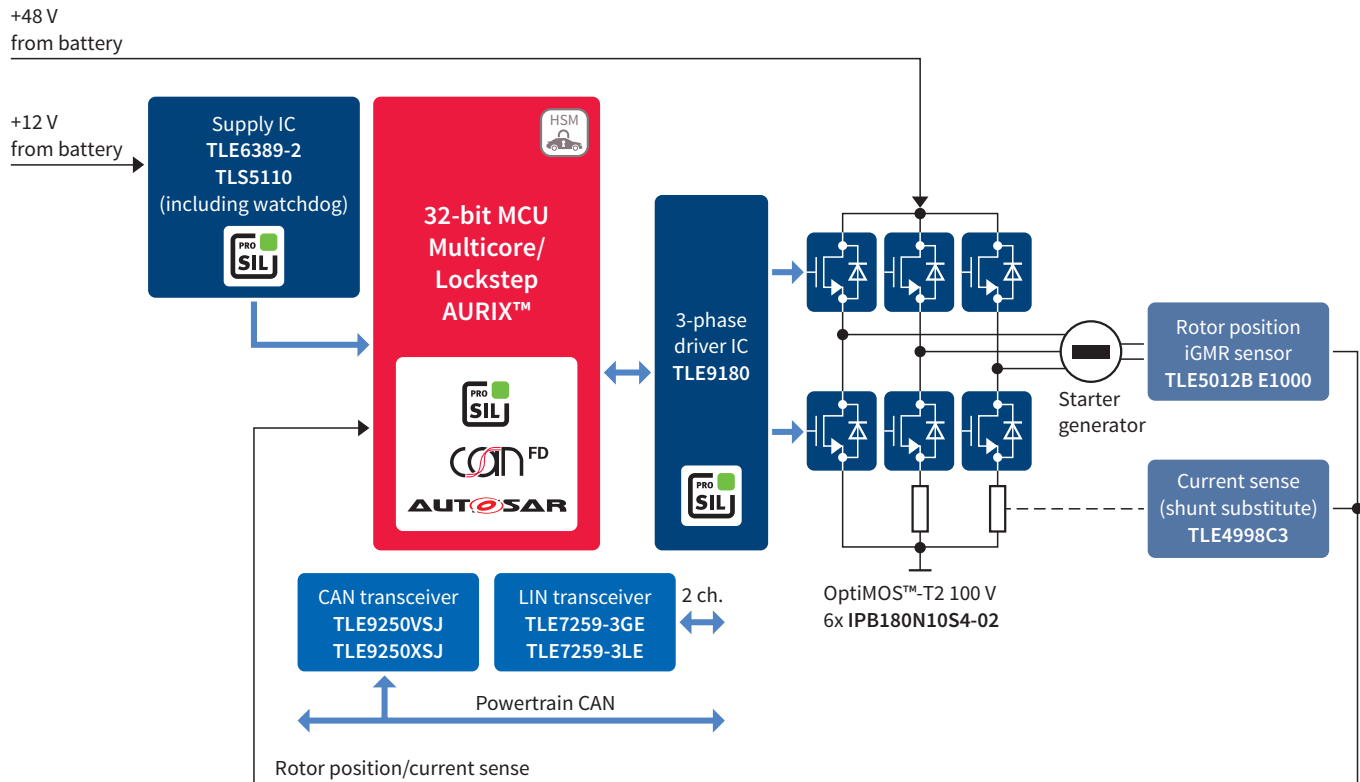 +48 V
from battery
+12 V
from battery
Supply IC
TLE6389-2
TLS5110
(including watchdog)
PRO
SIL
HSM
32-bit MCU
Multicore/
Lockstep
AURIX™
PRO
SIL
CAN FD
AUTOSAR
3-phase
driver IC
TLE9180
PRO
SIL
Starter
generator
Rotor position
iGMR sensor
TLE5012B E1000
Current sense
(shunt substitute)
TLE4998C3
OptiMOS™-T2 100 V
6x IPB180N10S4-02
CAN transceiver
TLE9250VSJ
TLE9250XSJ
LIN transceiver
TLE7259-3GE
TLE7259-3LE
2 ch.
Powertrain CAN
Rotor position/current sense